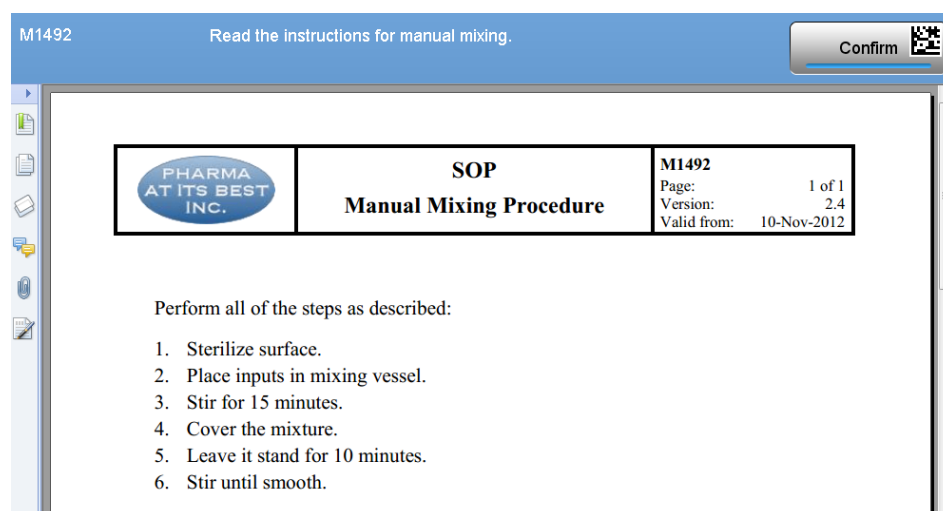 M1492
Read the instructions for manual mixing.
Confirm
PHARMA
AT ITS BEST
INC.
SOP
Manual Mixing Procedure
M1492
Page: 1 of 1
Version: 2.4
Valid from: 10-Nov-2012
Perform all of the steps as described:
1. Sterilize surface.
2. Place inputs in mixing vessel.
3. Stir for 15 minutes.
4. Cover the mixture.
5. Leave it stand for 10 minutes.
6. Stir until smooth.